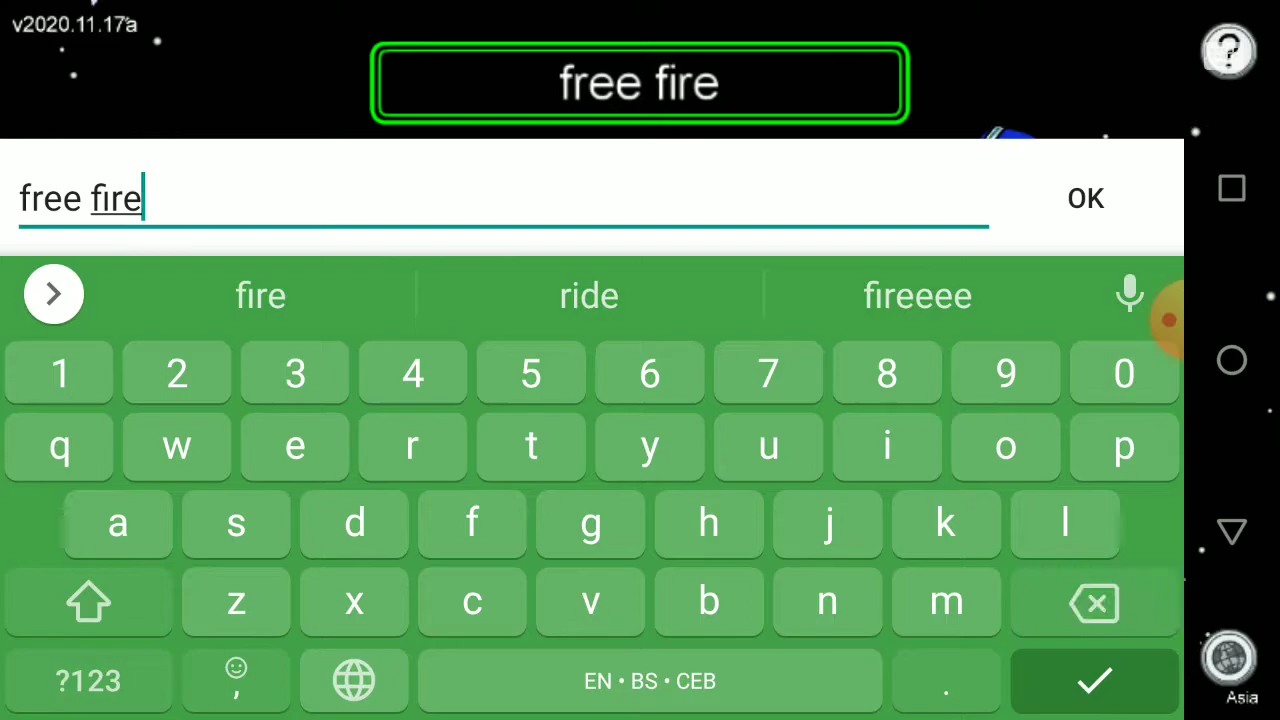 v2020.11.17a
free fire
free fire
OK
fire ride fireeee
1 2 3 4 5 6 7 8 9 0
q w e r t y u i o p
a s d f g h j k l
z x c v b n m
?123 , EN • BS • CEB .
?
Asia